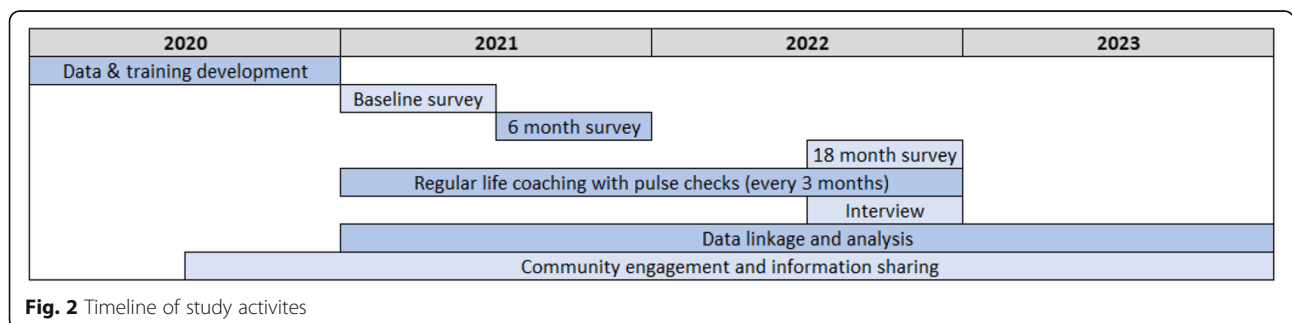 2020 2021 2022 2023
Data & training development
Baseline survey
6 month survey
18 month survey
Regular life coaching with pulse checks (every 3 months)
Interview
Data linkage and analysis
Community engagement and information sharing
Fig. 2 Timeline of study activites